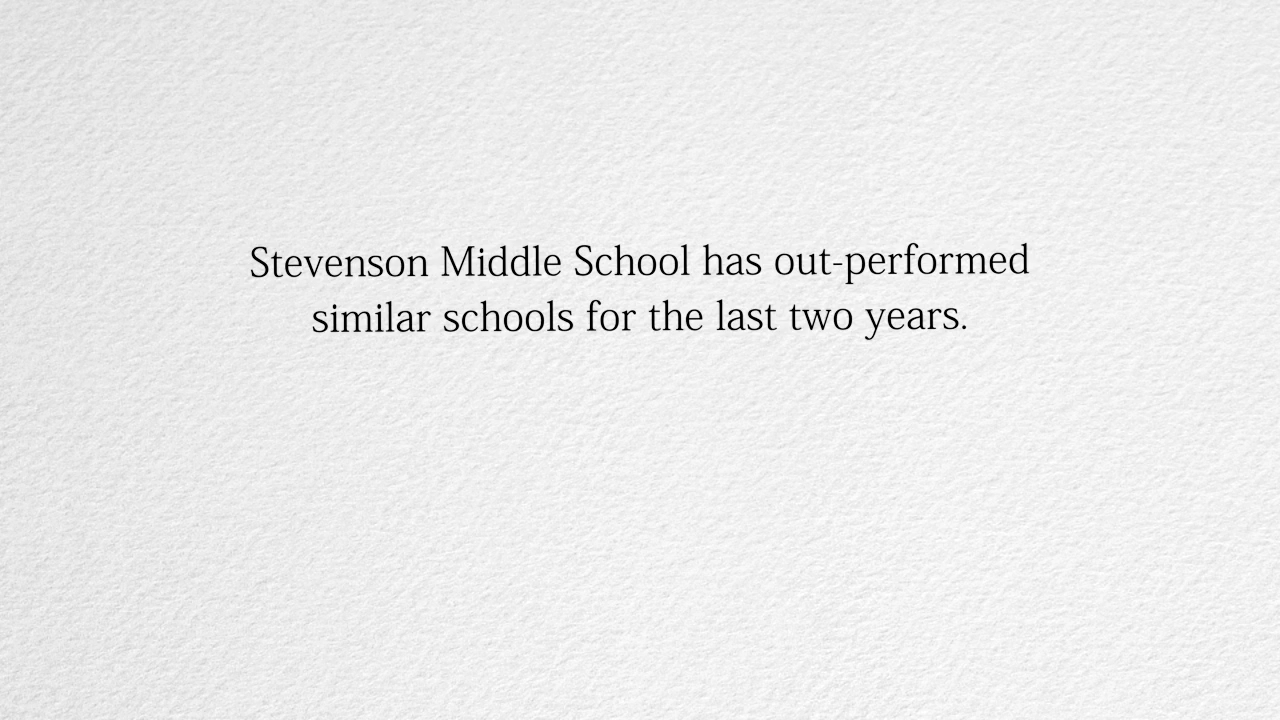 Stevenson Middle School has out-performed
similar schools for the last two years.